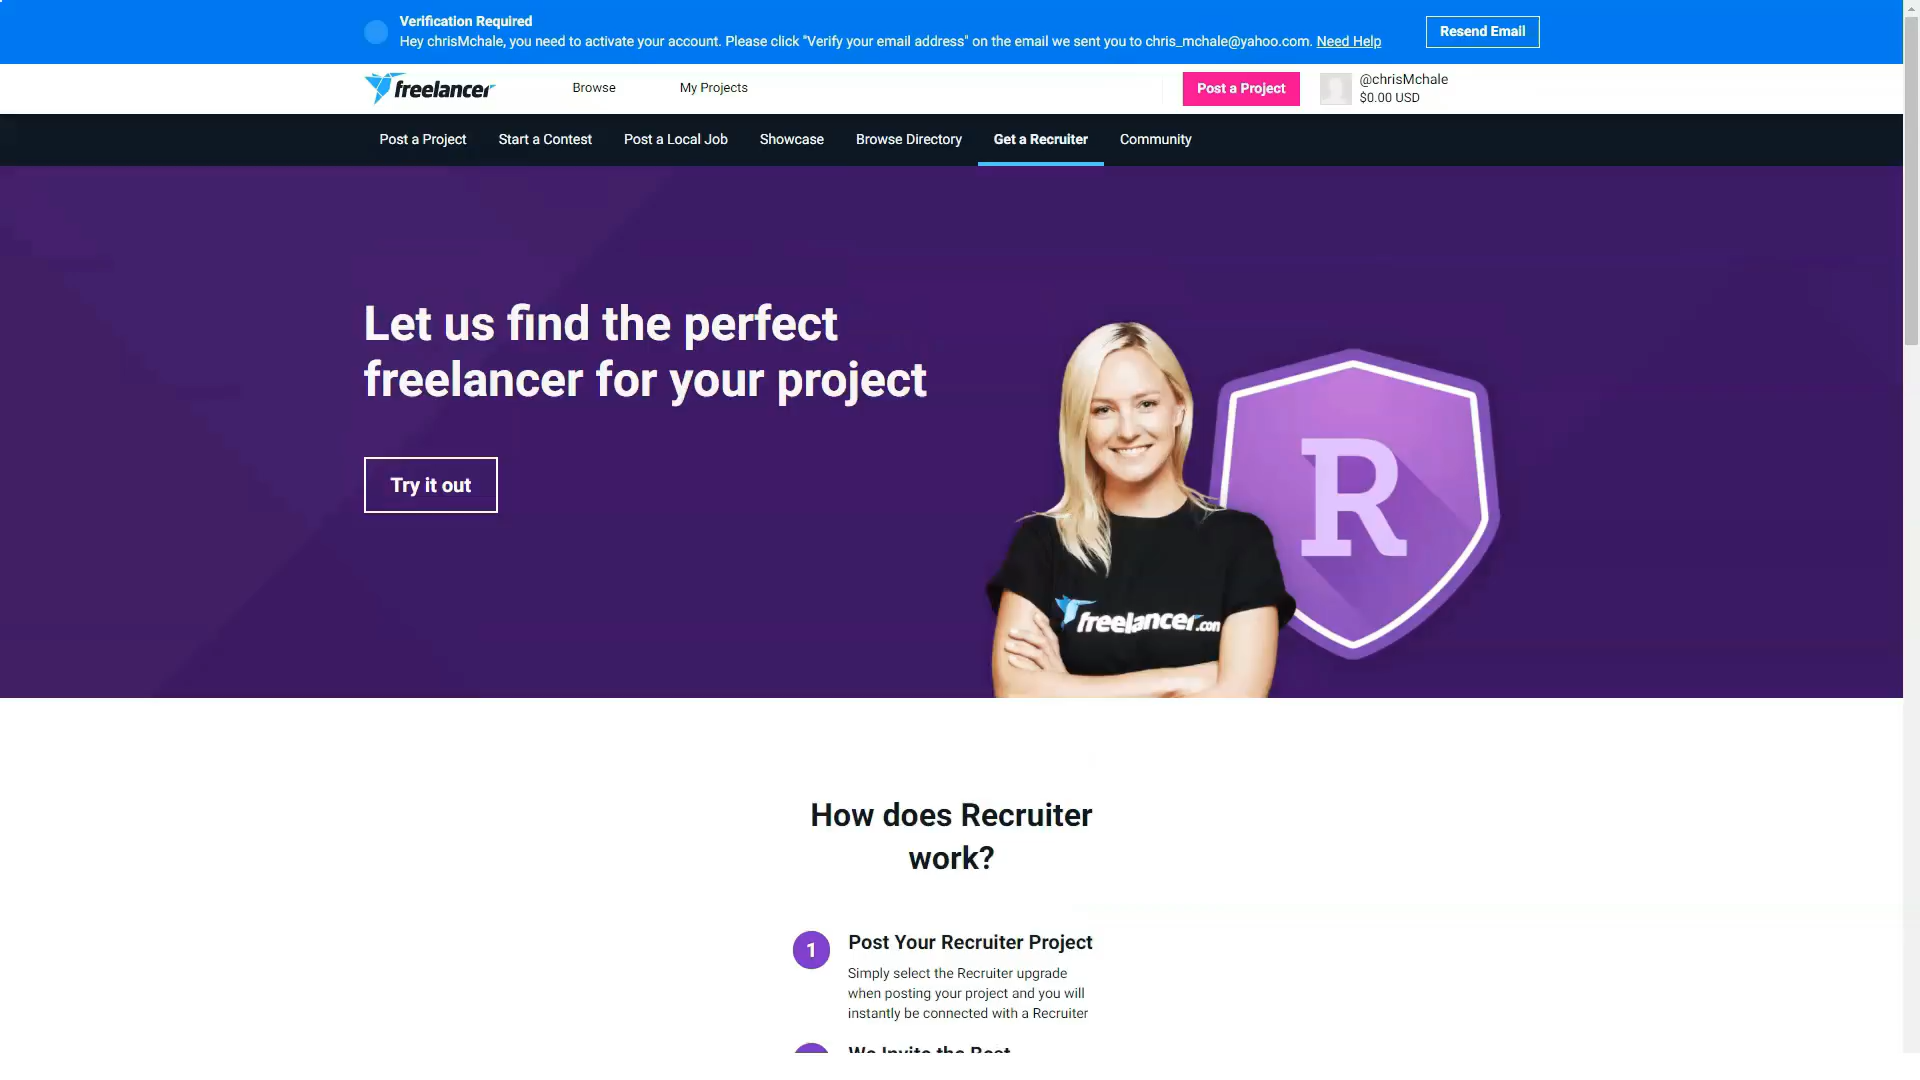 Verification Required
Hey chrisMchale, you need to activate your account. Please click "Verify your email address" on the email we sent you to chris_mchale@yahoo.com. Need Help
Resend Email
freelancer
Browse
My Projects
Post a Project
@chrisMchale
$0.00 USD
Post a Project
Start a Contest
Post a Local Job
Showcase
Browse Directory
Get a Recruiter
Community
Let us find the perfect
freelancer for your project
Try it out
R
freelancer.com
How does Recruiter
work?
1
Post Your Recruiter Project
Simply select the Recruiter upgrade
when posting your project and you will
instantly be connected with a Recruiter
We Invite the Best